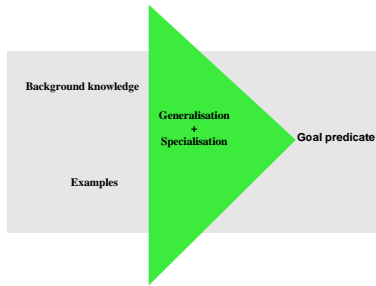 Background knowledge
Generalisation
+
Specialisation
Goal predicate
Examples